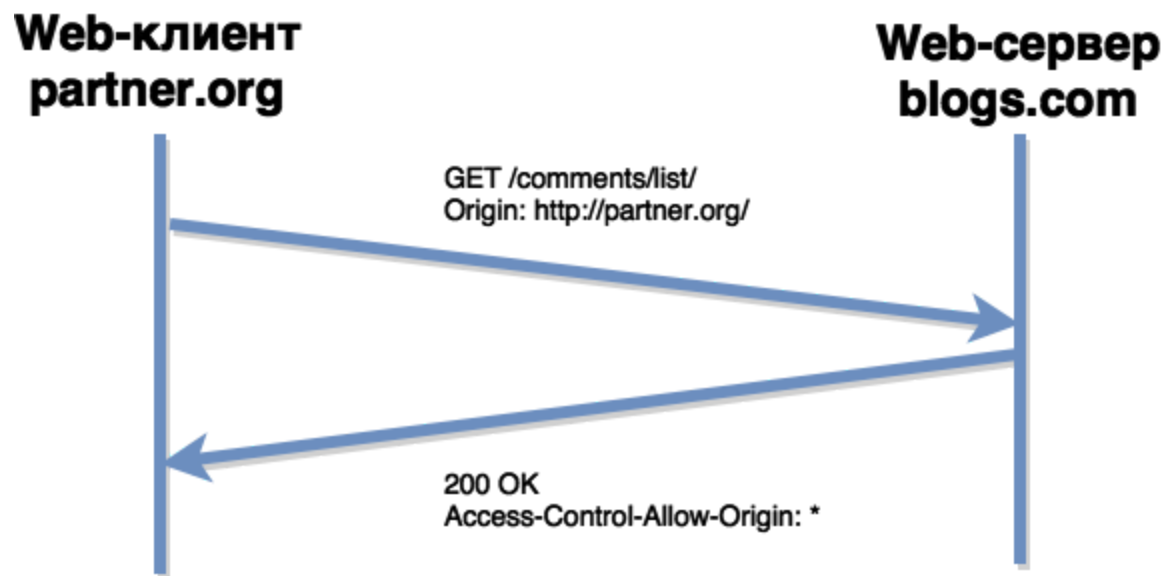 Web-клиент
partner.org
Web-сервер
blogs.com
GET /comments/list/
Origin: http://partner.org/
200 OK
Access-Control-Allow-Origin: *